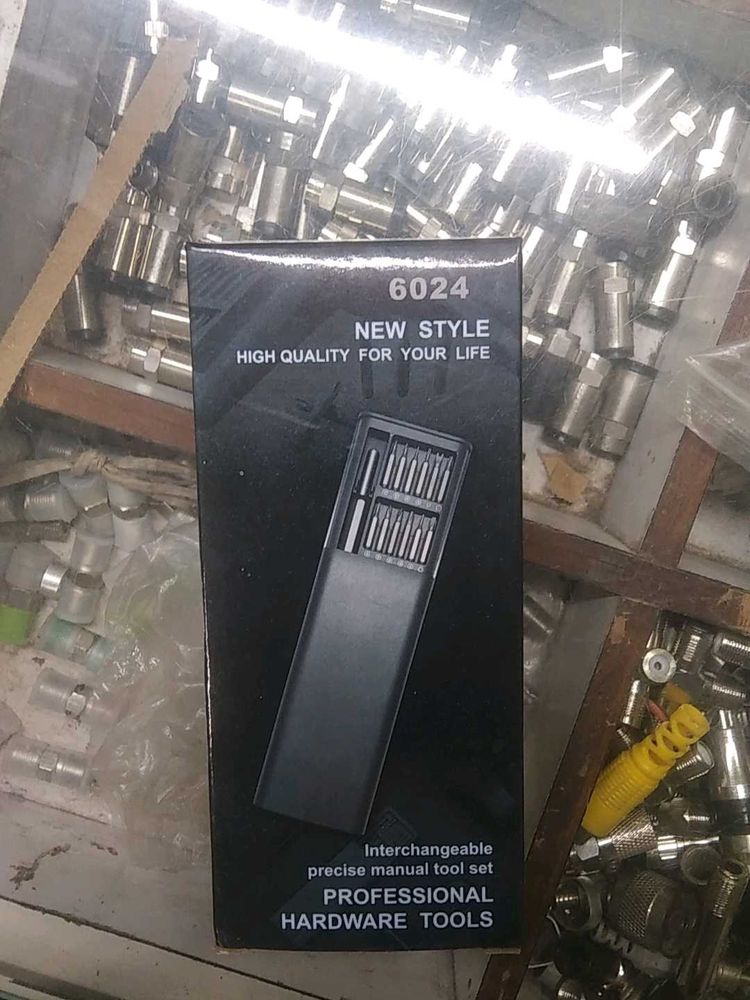 6024
NEW STYLE
HIGH QUALITY FOR YOUR LIFE
Interchangeable
precise manual tool set
PROFESSIONAL
HARDWARE TOOLS